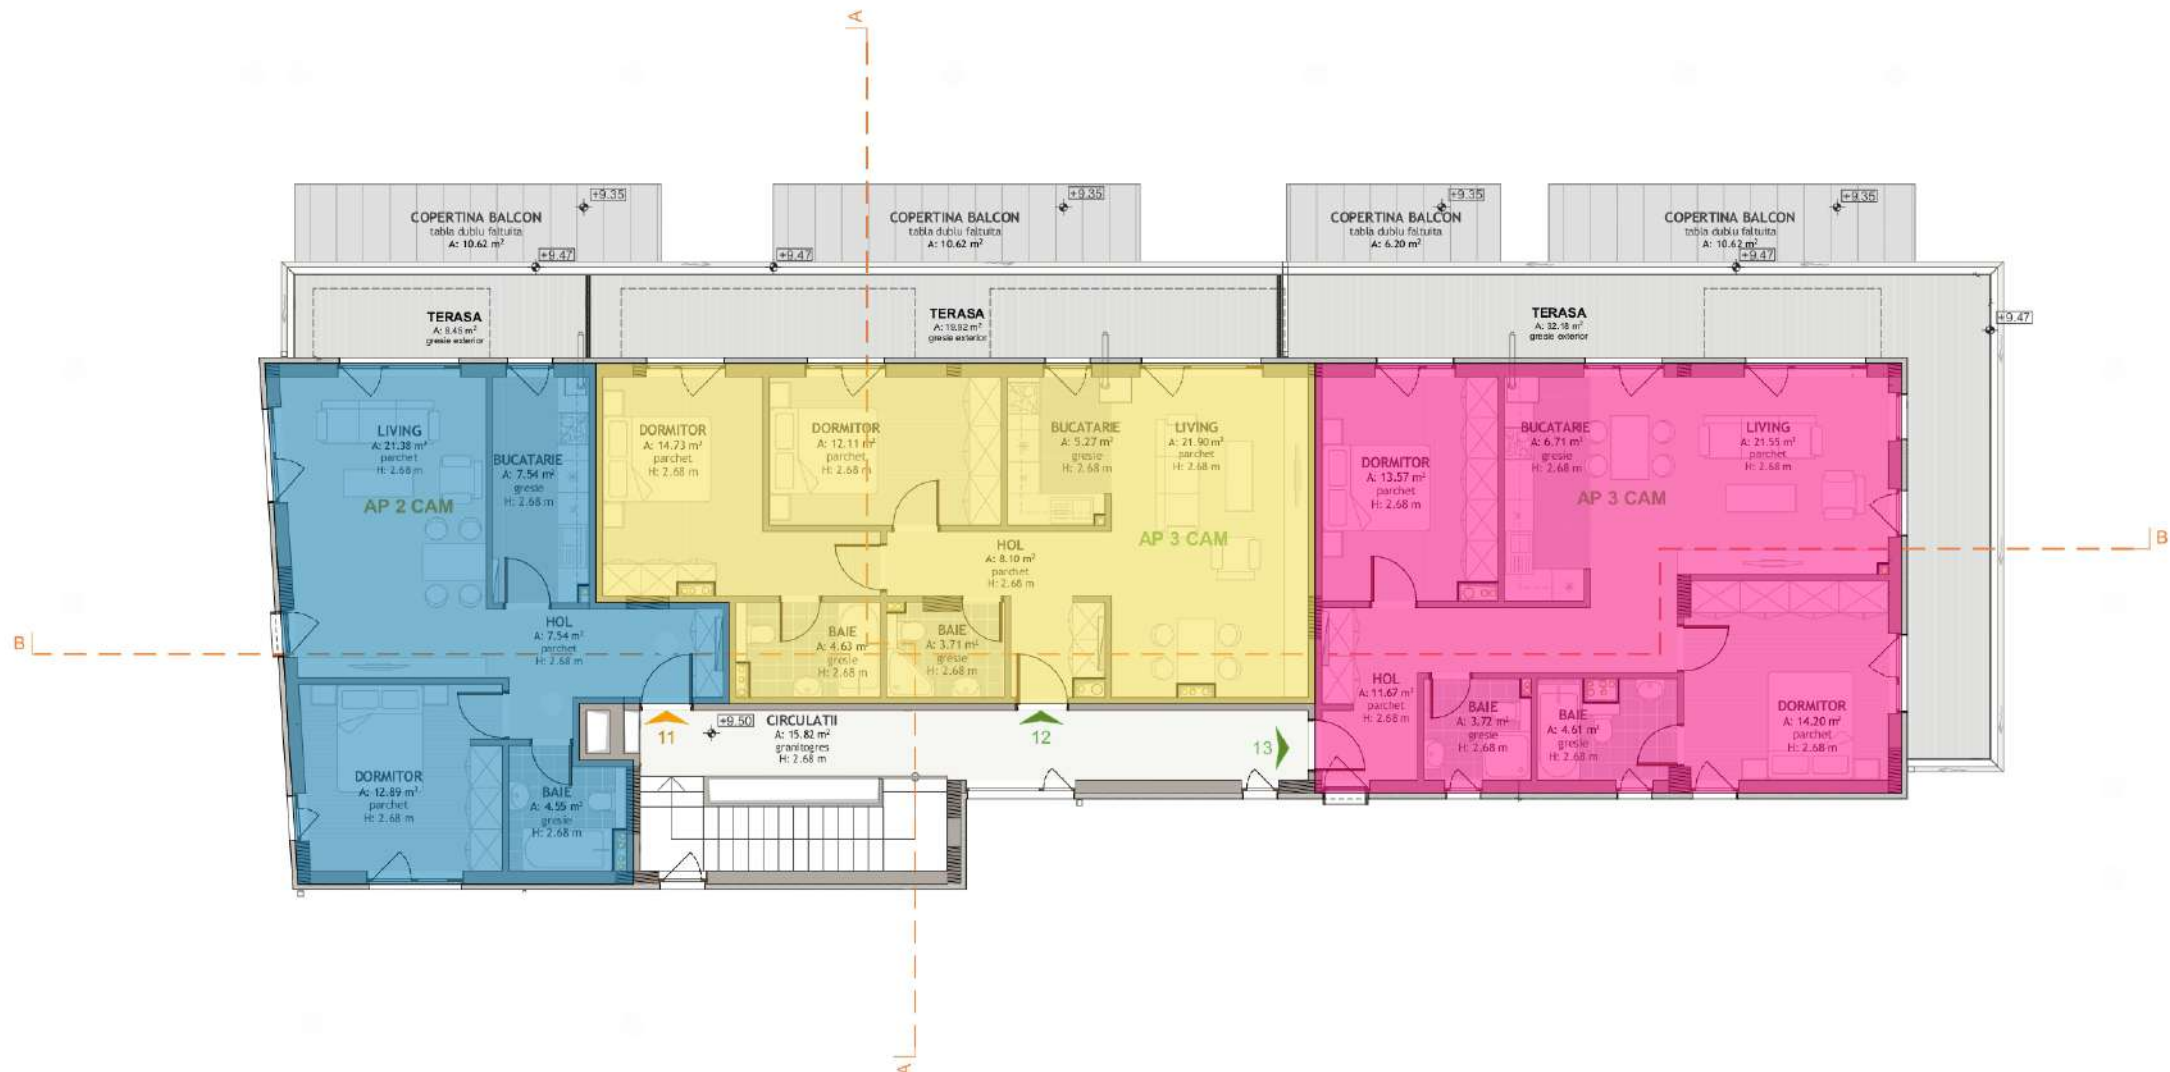 A
+9.35
+9.35
+9.35
+9.35
COPERTINA BALCON
tabla dublu faltuita
A: 10.62 m²
COPERTINA BALCON
tabla dublu faltuita
A: 10.62 m²
COPERTINA BALCON
tabla dublu faltuita
A: 6.20 m²
COPERTINA BALCON
tabla dublu faltuita
A: 10.62 m²
+9.47
+9.47
+9.47
+9.47
TERASA
A: 8.45 m²
gresie exterior
TERASA
A: 19.92 m²
gresie exterior
TERASA
A: 32.18 m²
gresie exterior
LIVING
A: 21.38 m²
parchet
H: 2.68 m
AP 2 CAM
BUCATARIE
A: 7.54 m²
gresie
H: 2.68 m
DORMITOR
A: 14.73 m²
parchet
H: 2.68 m
DORMITOR
A: 12.11 m²
parchet
H: 2.68 m
BUCATARIE
A: 5.27 m²
gresie
H: 2.68 m
LIVING
A: 21.90 m²
parchet
H: 2.68 m
AP 3 CAM
DORMITOR
A: 13.57 m²
parchet
H: 2.68 m
BUCATARIE
A: 6.71 m²
gresie
H: 2.68 m
LIVING
A: 21.55 m²
parchet
H: 2.68 m
AP 3 CAM
B
HOL
A: 8.10 m²
parchet
H: 2.68 m
B
HOL
A: 7.54 m²
parchet
H: 2.68 m
BAIE
A: 4.63 m²
gresie
H: 2.68 m
BAIE
A: 3.71 m²
gresie
H: 2.68 m
HOL
A: 11.67 m²
parchet
H: 2.68 m
BAIE
A: 3.72 m²
gresie
H: 2.68 m
BAIE
A: 4.61 m²
gresie
H: 2.68 m
DORMITOR
A: 14.20 m²
parchet
H: 2.68 m
11
+9.50
CIRCULATII
A: 15.82 m²
granitogres
H: 2.68 m
12
13
DORMITOR
A: 12.89 m²
parchet
H: 2.68 m
BAIE
A: 4.55 m²
gresie
H: 2.68 m
A